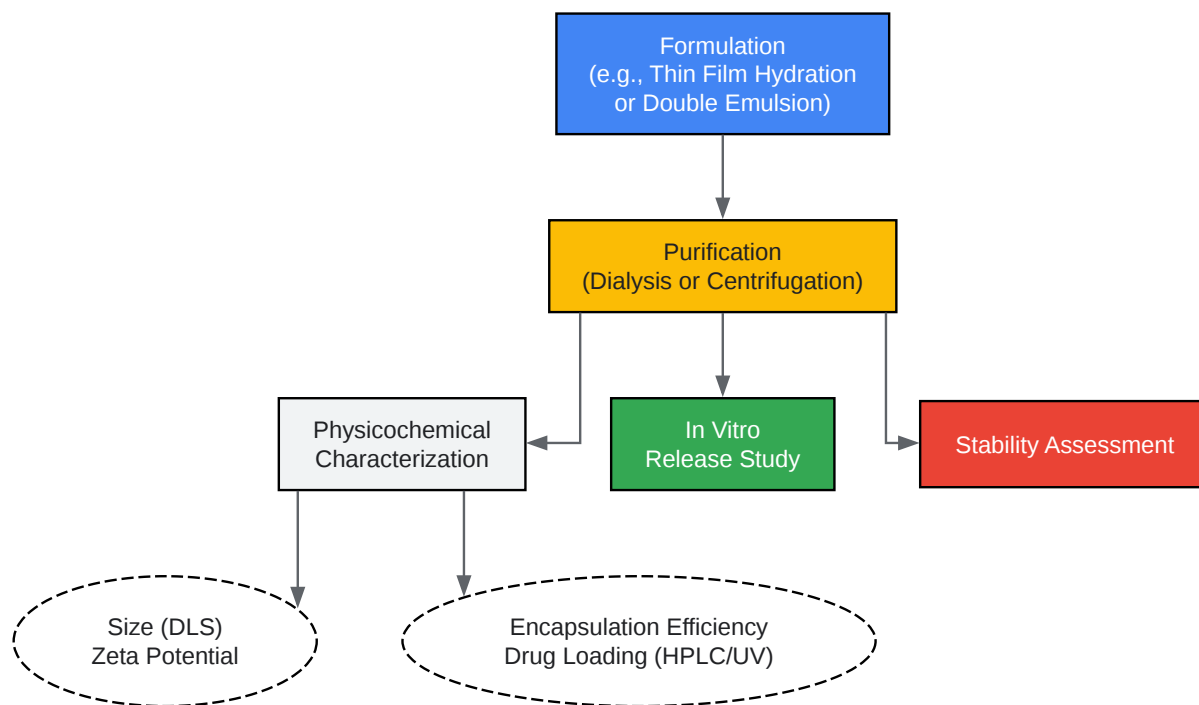 Formulation
(e.g., Thin Film Hydration
or Double Emulsion)
Purification
(Dialysis or Centrifugation)
Physicochemical
Characterization
In Vitro
Release Study
Stability Assessment
Size (DLS)
Zeta Potential
Encapsulation Efficiency
Drug Loading (HPLC/UV)